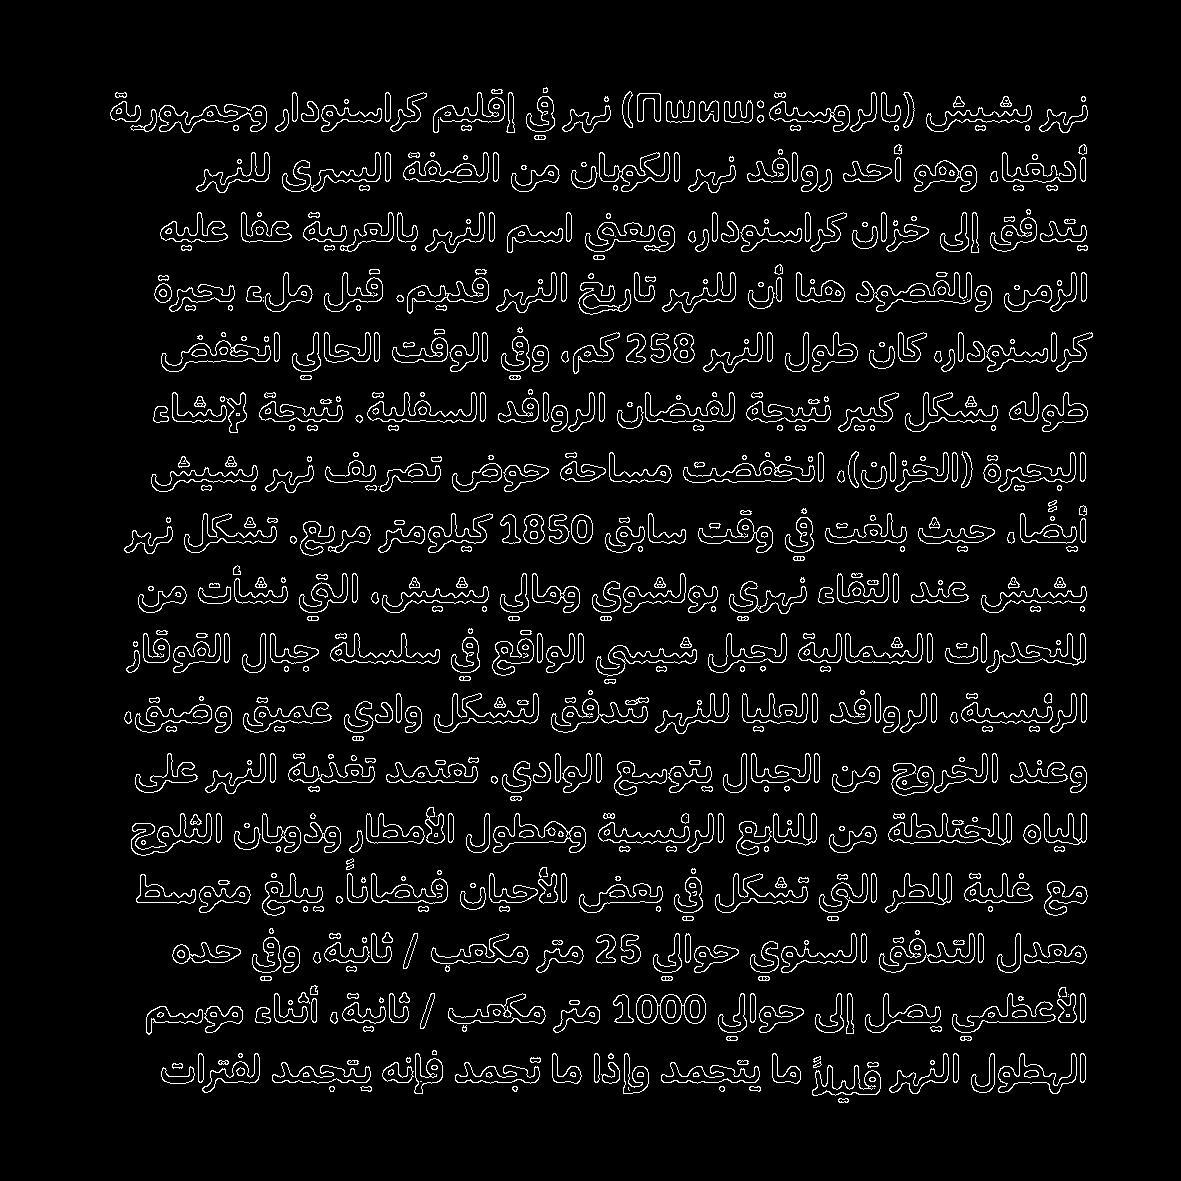 نهر بشيش (بالروسية:Пшиш) نهر في إقليم كراسنودار وجمهورية
أديغيا، وهو أحد روافد نهر الكوبان من الضفة اليسرى للنهر
يتدفق إلى خزان كراسنودار، ويعني اسم النهر بالعربية عفا عليه
الزمن والمقصود هنا أن للنهر تاريخ النهر قديم. قبل ملء بحيرة
كراسنودار، كان طول النهر 258 كم، وفي الوقت الحالي انخفض
طوله بشكل كبير نتيجة لفيضان الروافد السفلية. نتيجة لإنشاء
البحيرة (الخزان)، انخفضت مساحة حوض تصريف نهر بشيش
أيضًا، حيث بلغت في وقت سابق 1850 كيلومتر مربع. تشكل نهر
بشيش عند التقاء نهري بولشوي ومالي بشيش، التي نشأت من
المنحدرات الشمالية لجبل شيسي الواقع في سلسلة جبال القوقاز
الرئيسية، الروافد العليا للنهر تتدفق لتشكل وادي عميق وضيق،
وعند الخروج من الجبال يتوسع الوادي. تعتمد تغذية النهر على
المياه المختلطة من المنابع الرئيسية وهطول الأمطار وذوبان الثلوج
مع غلبة المطر التي تشكل في بعض الأحيان فيضاناً. يبلغ متوسط
معدل التدفق السنوي حوالي 25 متر مكعب / ثانية، وفي حده
الأعظمي يصل إلى حوالي 1000 متر مكعب / ثانية، أثناء موسم
الهطول النهر قليلاً ما يتجمد وإذا ما تجمد فإنه يتجمد لفترات